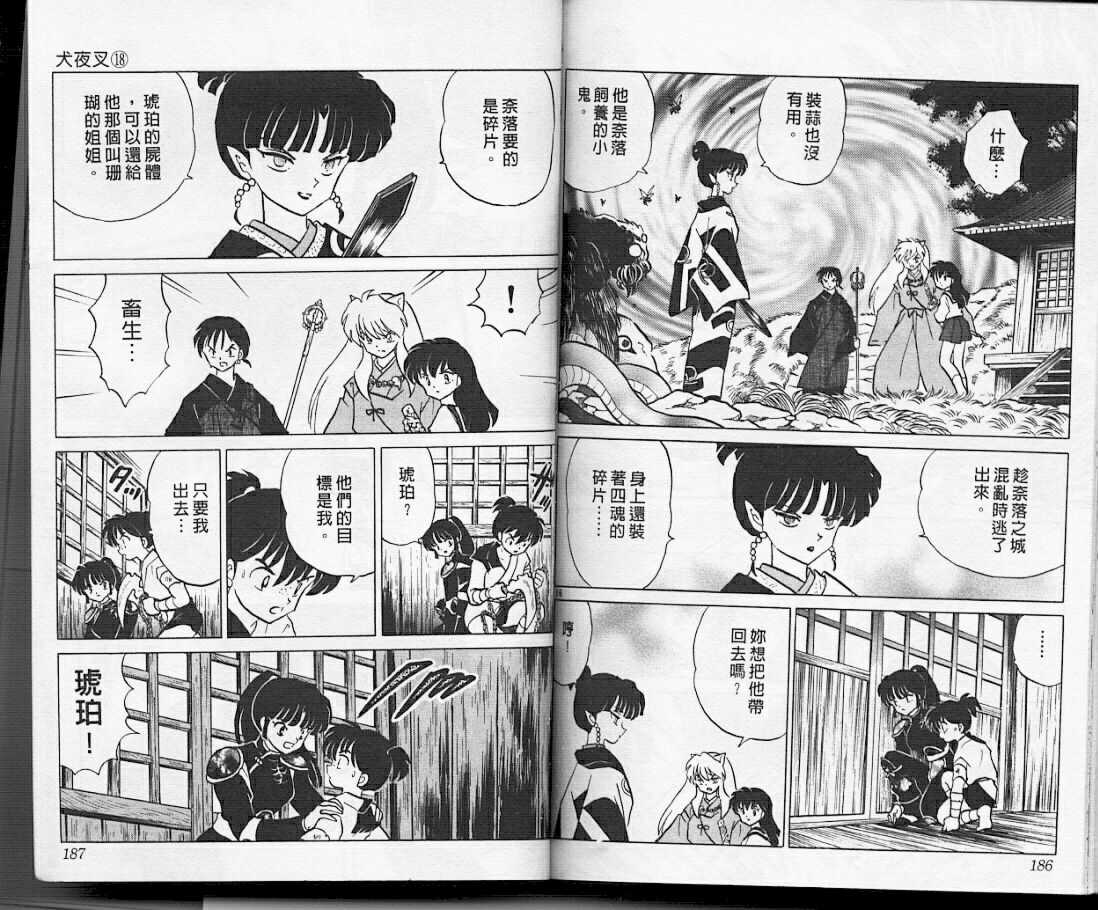 什麼…
裝蒜也沒
有用。
他是奈落
飼養的小
鬼。
趁奈落之城
混亂時逃了
出來。
身上還裝
著四魂的
碎片……
……
妳想把他帶
回去嗎?
哼!
186
犬夜叉⑱
奈落要的
是碎片。
琥珀的屍體
,可以還給
他那個叫珊
瑚的姐姐。
!
畜生…
琥珀?
他們的目
標是我。
只要我
出去…
ダッ
琥珀!
187